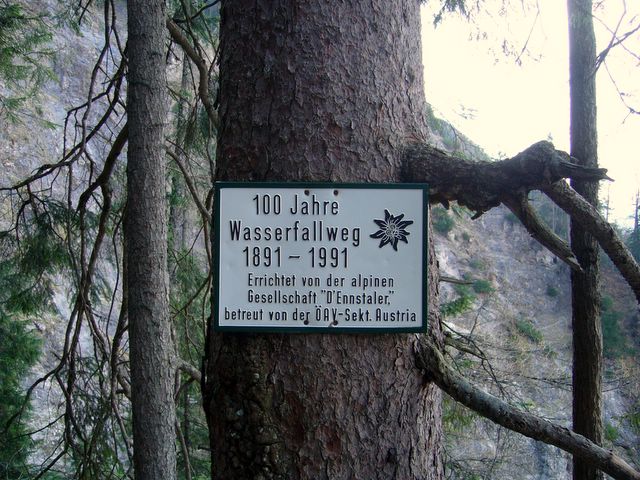 100 Jahre
Wasserfallweg
1891 - 1991
Errichtet von der alpinen
Gesellschaft "D'Ennstaler,"
betreut von der ÖAV-Sekt. Austria